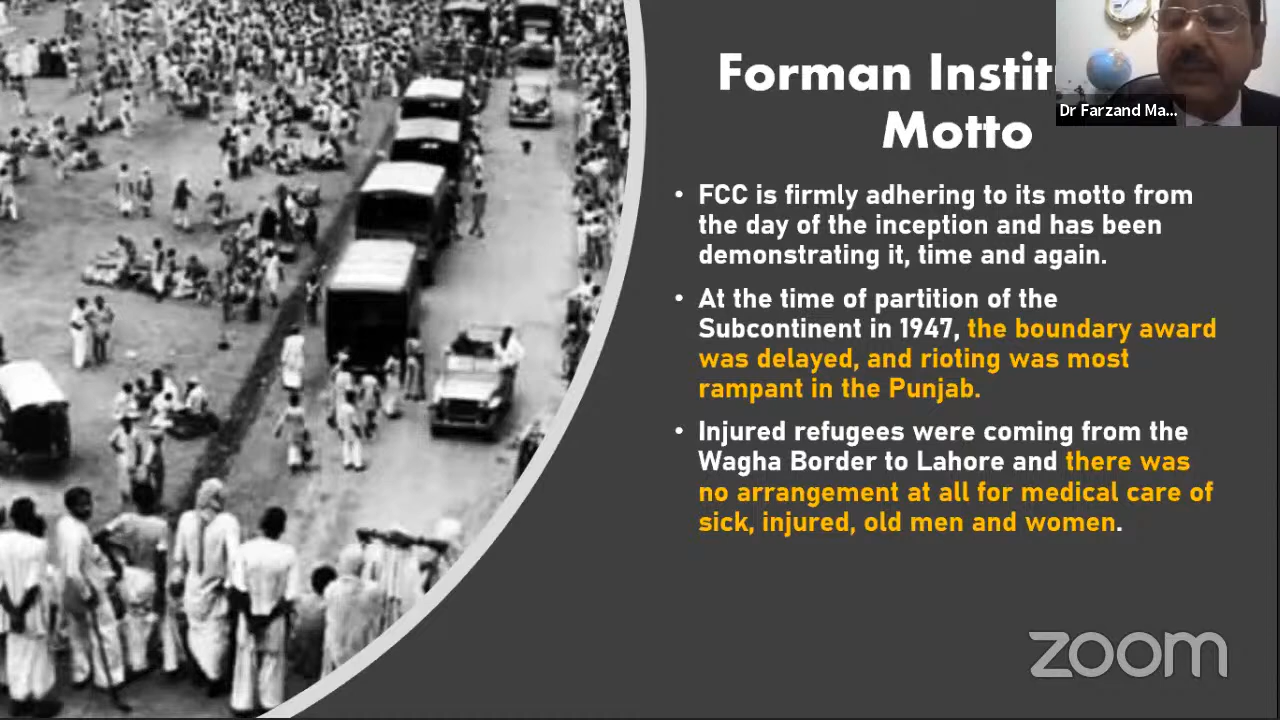 Forman Instit
Motto
Dr Farzand Ma...
• FCC is firmly adhering to its motto from
the day of the inception and has been
demonstrating it, time and again.
• At the time of partition of the
Subcontinent in 1947, the boundary award
was delayed, and rioting was most
rampant in the Punjab.
• Injured refugees were coming from the
Wagha Border to Lahore and there was
no arrangement at all for medical care of
sick, injured, old men and women.
zoom